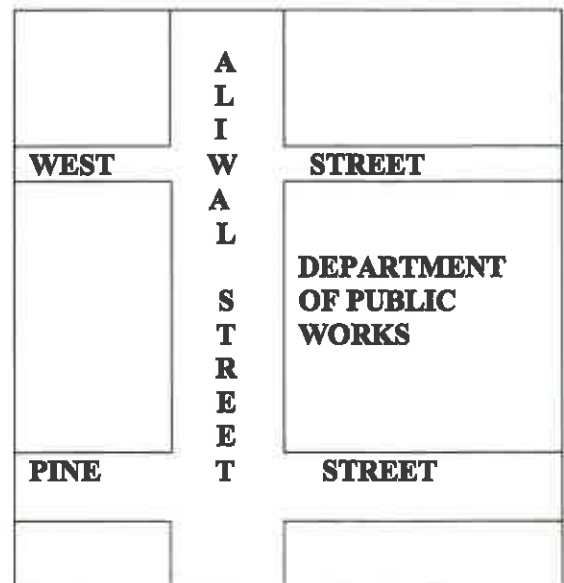 WEST STREET
ALIWAL STREET
DEPARTMENT
OF PUBLIC
WORKS
PINE STREET